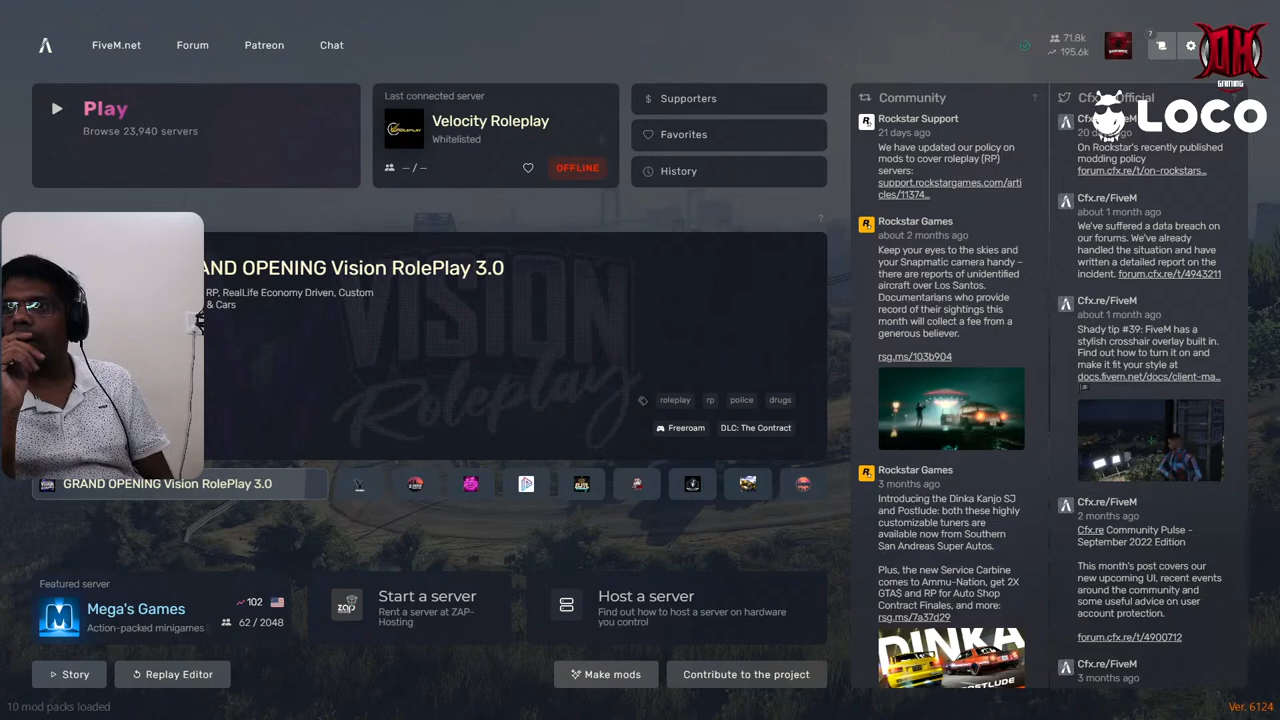 FiveM.net
Forum
Patreon
Chat
71.8k
195.6k
7
OH
GAMING
LOCO
Play
Browse 23,940 servers
Last connected server
Velocity Roleplay
Whitelisted
-- / --
OFFLINE
$ Supporters
Favorites
History
?
GRAND OPENING Vision RolePlay 3.0
RP, RealLife Economy Driven, Custom
& Cars
VISION
Roleplay
roleplay
rp
police
drugs
Freeroam
DLC: The Contract
GRAND OPENING Vision RolePlay 3.0
Featured server
Mega's Games
Action-packed minigames
102
62 / 2048
ZAP
Start a server
Rent a server at ZAP-
Hosting
Host a server
Find out how to host a server on hardware
you control
Story
Replay Editor
Make mods
Contribute to the project
10 mod packs loaded
Ver. 6124
Community
?
Rockstar Support
21 days ago
We have updated our policy on
mods to cover roleplay (RP)
servers:
support.rockstargames.com/arti
cles/11374…
Rockstar Games
about 2 months ago
Keep your eyes to the skies and
your Snapmatic camera handy –
there are reports of unidentified
aircraft over Los Santos.
Documentarians who provide
record of their sightings this
month will collect a fee from a
generous believer.
rsg.ms/103b904
Rockstar Games
3 months ago
Introducing the Dinka Kanjo SJ
and Postlude: both these highly
customizable tuners are
available now from Southern
San Andreas Super Autos.
Plus, the new Service Carbine
comes to Ammu-Nation, get 2X
GTA$ and RP for Auto Shop
Contract Finales, and more:
rsg.ms/7a37d29
DINKA
POSTLUDE
On Rockstar's recently published
modding policy
forum.cfx.re/t/on-rockstars…
Cfx.re/FiveM
about 1 month ago
We've suffered a data breach on
our forums. We've already
handled the situation and have
written a detailed report on the
incident. forum.cfx.re/t/4943211
Cfx.re/FiveM
about 1 month ago
Shady tip #39: FiveM has a
stylish crosshair overlay built in.
Find out how to turn it on and
make it fit your style at
docs.fivem.net/docs/client-ma…
Cfx.re/FiveM
2 months ago
Cfx.re Community Pulse -
September 2022 Edition
This month's post covers our
new upcoming UI, recent events
around the community and
some useful advice on user
account protection.
forum.cfx.re/t/4900712
Cfx.re/FiveM
3 months ago